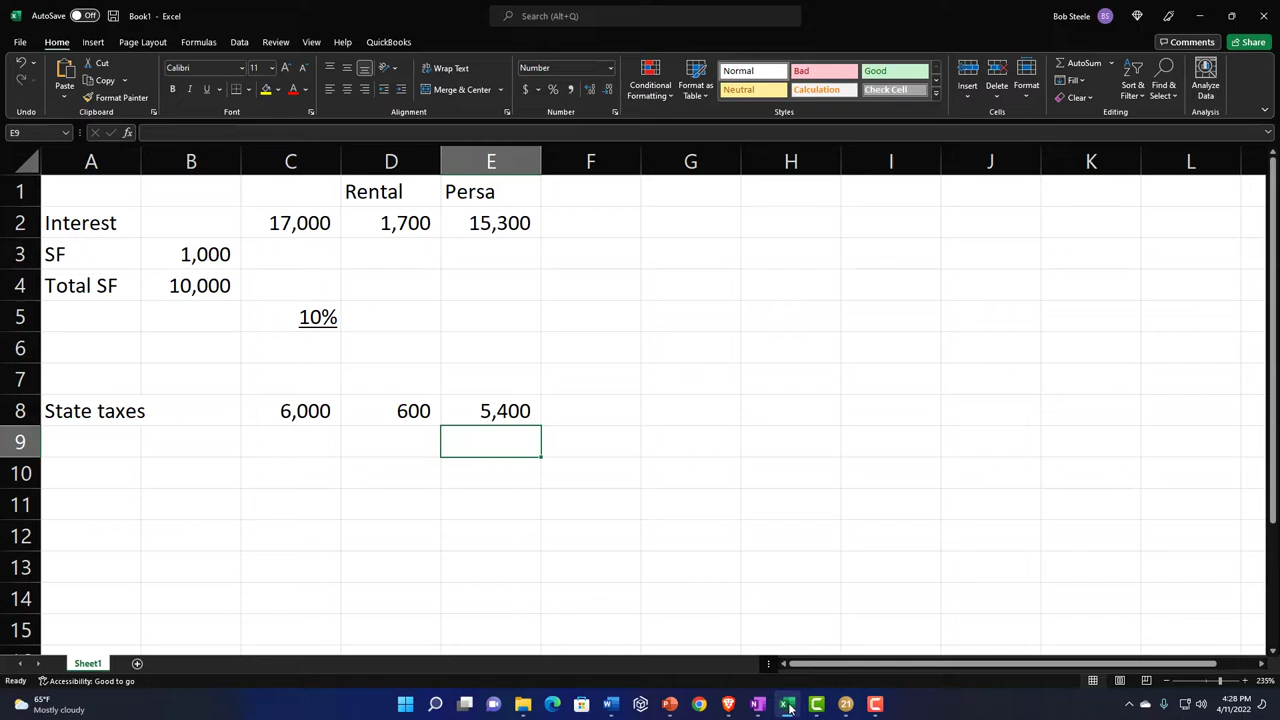 AutoSave Off Book1 - Excel Search (Alt+Q) Bob Steele BS
File Home Insert Page Layout Formulas Data Review View Help QuickBooks Comments Share
Paste Cut Copy Format Painter
Calibri 11 Wrap Text Merge & Center Number
Conditional Formatting Format as Table
Normal Bad Good
Neutral Calculation Check Cell
Insert Delete Format
AutoSum Fill Clear Sort & Filter Find & Select Analyze Data
Undo Clipboard Font Alignment Number Styles Cells Editing Analysis
E9 fx
A B C D E F G H I J K L
1 Rental Persa
2 Interest 17,000 1,700 15,300
3 SF 1,000
4 Total SF 10,000
5 10%
6
7
8 State taxes 6,000 600 5,400
9
10
11
12
13
14
15
Sheet1
Ready Accessibility: Good to go 235%
65°F
Mostly cloudy
21
4:28 PM
4/11/2022